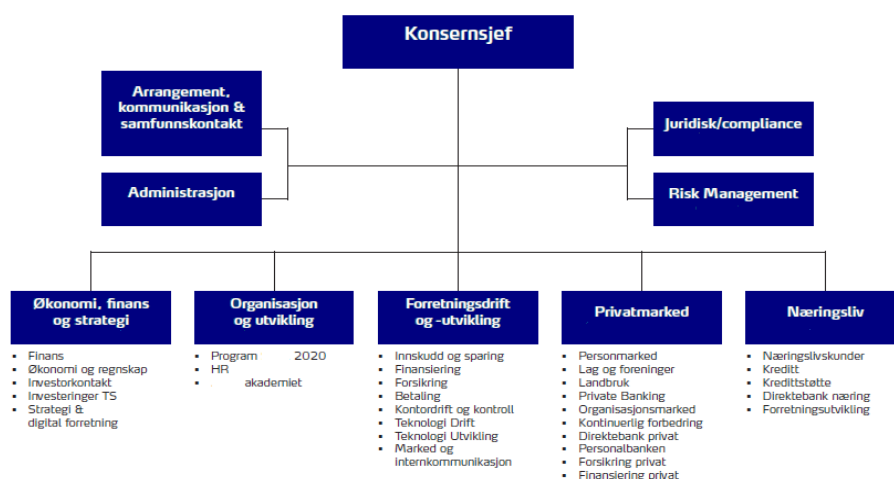 Konsernsjef
Arrangement,
kommunikasjon &
samfunnskontakt
Juridisk/compliance
Administrasjon
Risk Management
Økonomi, finans
og strategi
▪ Finans
▪ Økonomi og regnskap
▪ Investorkontakt
▪ Investeringer TS
▪ Strategi &
digital forretning
Organisasjon
og utvikling
▪ Program 2020
▪ HR
▪ akademiet
Forretningsdrift
og -utvikling
▪ Innskudd og sparing
▪ Finansiering
▪ Forsikring
▪ Betaling
▪ Kontordrift og kontroll
▪ Teknologi Drift
▪ Teknologi Utvikling
▪ Marked og
internkommunikasjon
Privatmarked
▪ Personmarked
▪ Lag og foreninger
▪ Landbruk
▪ Private Banking
▪ Organisasjonsmarked
▪ Kontinuerlig forbedring
▪ Direktebank privat
▪ Personalbanken
▪ Forsikring privat
▪ Finansiering privat
Næringsliv
▪ Næringslivskunder
▪ Kreditt
▪ Kredittstøtte
▪ Direktebank næring
▪ Forretningsutvikling